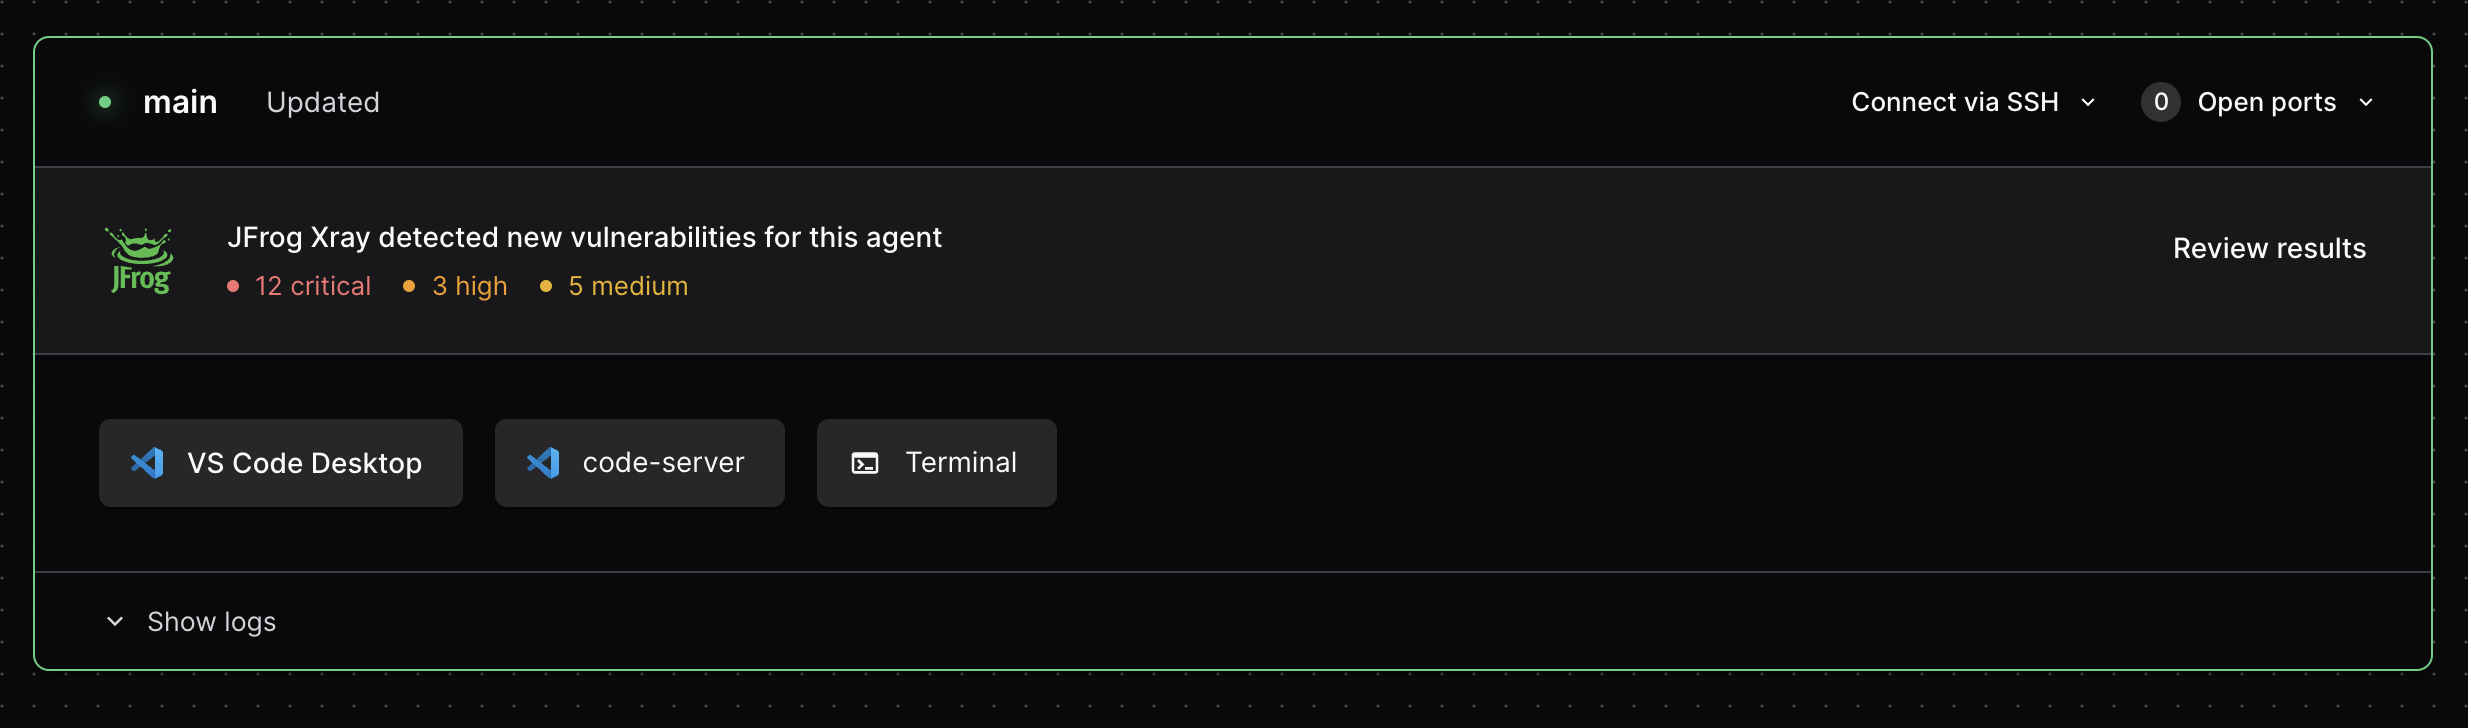 main Updated Connect via SSH 0 Open ports
JFrog
JFrog Xray detected new vulnerabilities for this agent
12 critical 3 high 5 medium
Review results
VS Code Desktop code-server Terminal
Show logs